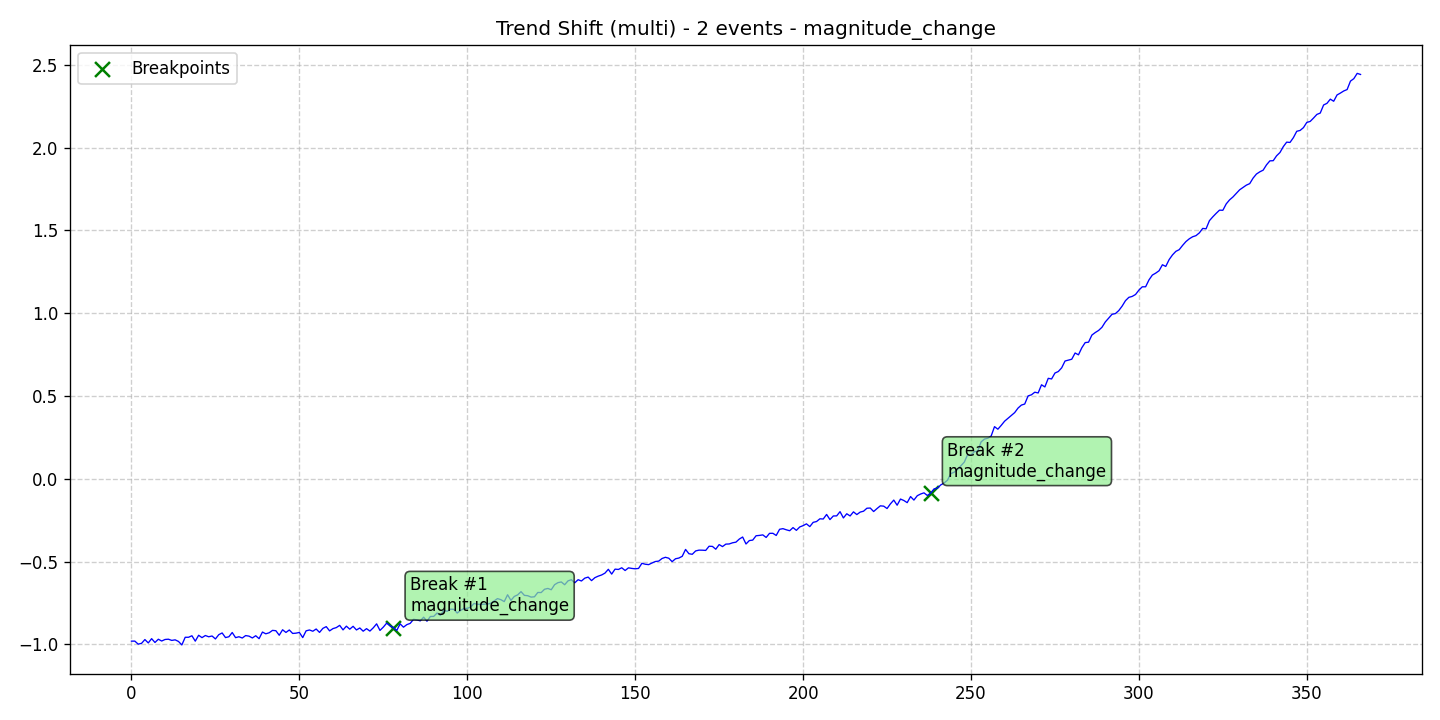 Trend Shift (multi) - 2 events - magnitude_change
Breakpoints
2.5
2.0
1.5
1.0
0.5
0.0
−0.5
−1.0
Break #2
magnitude_change
Break #1
magnitude_change
0
50
100
150
200
250
300
350